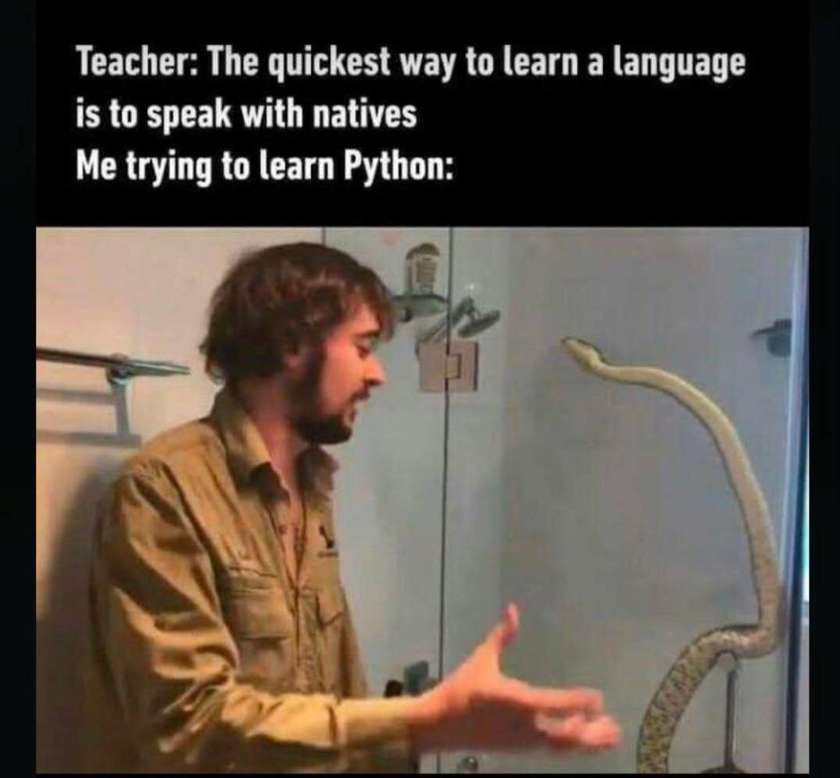 Teacher: The quickest way to learn a language
is to speak with natives
Me trying to learn Python: